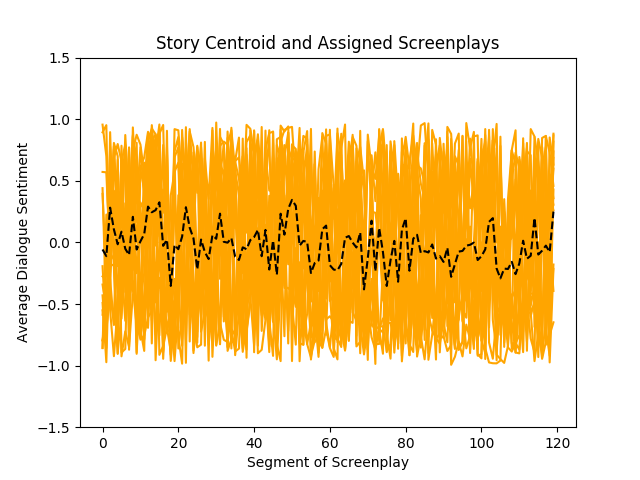 Story Centroid and Assigned Screenplays
1.5
1.0
0.5
0.0
−0.5
−1.0
−1.5
Average Dialogue Sentiment
0 20 40 60 80 100 120
Segment of Screenplay